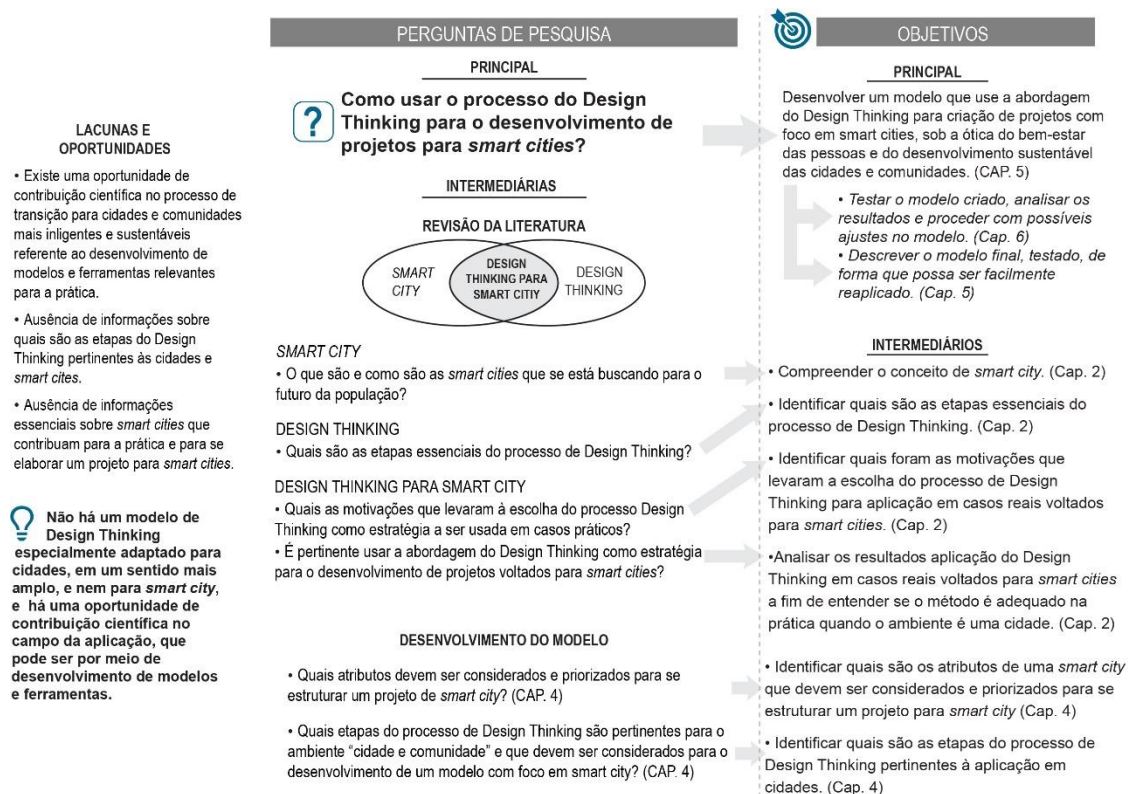 LACUNAS E
OPORTUNIDADES
• Existe uma oportunidade de
contribuição científica no processo de
transição para cidades e comunidades
mais inligentes e sustentáveis
referente ao desenvolvimento de
modelos e ferramentas relevantes
para a prática.
• Ausência de informações sobre
quais são as etapas do Design
Thinking pertinentes às cidades e
smart cites.
• Ausência de informações
essenciais sobre smart cities que
contribuam para a prática e para se
elaborar um projeto para smart cities.
Não há um modelo de
Design Thinking
especialmente adaptado para
cidades, em um sentido mais
amplo, e nem para smart city,
e há uma oportunidade de
contribuição científica no
campo da aplicação, que
pode ser por meio de
desenvolvimento de modelos
e ferramentas.
PERGUNTAS DE PESQUISA
PRINCIPAL
?
Como usar o processo do Design
Thinking para o desenvolvimento de
projetos para smart cities?
INTERMEDIÁRIAS
REVISÃO DA LITERATURA
SMART
CITY
DESIGN
THINKING PARA
SMART CITIY
DESIGN
THINKING
SMART CITY
• O que são e como são as smart cities que se está buscando para o
futuro da população?
DESIGN THINKING
• Quais são as etapas essenciais do processo de Design Thinking?
DESIGN THINKING PARA SMART CITY
• Quais as motivações que levaram à escolha do processo Design
Thinking como estratégia a ser usada em casos práticos?
• É pertinente usar a abordagem do Design Thinking como estratégia
para o desenvolvimento de projetos voltados para smart cities?
DESENVOLVIMENTO DO MODELO
• Quais atributos devem ser considerados e priorizados para se
estruturar um projeto de smart city? (CAP. 4)
• Quais etapas do processo de Design Thinking são pertinentes para o
ambiente “cidade e comunidade” e que devem ser considerados para o
desenvolvimento de um modelo com foco em smart city? (CAP. 4)
OBJETIVOS
PRINCIPAL
Desenvolver um modelo que use a abordagem
do Design Thinking para criação de projetos com
foco em smart cities, sob a ótica do bem-estar
das pessoas e do desenvolvimento sustentável
das cidades e comunidades. (CAP. 5)
• Testar o modelo criado, analisar os
resultados e proceder com possíveis
ajustes no modelo. (Cap. 6)
• Descrever o modelo final, testado, de
forma que possa ser facilmente
reaplicado. (Cap. 5)
INTERMEDIÁRIOS
• Compreender o conceito de smart city. (Cap. 2)
• Identificar quais são as etapas essenciais do
processo de Design Thinking. (Cap. 2)
• Identificar quais foram as motivações que
levaram a escolha do processo de Design
Thinking para aplicação em casos reais voltados
para smart cities. (Cap. 2)
•Analisar os resultados aplicação do Design
Thinking em casos reais voltados para smart cities
a fim de entender se o método é adequado na
prática quando o ambiente é uma cidade. (Cap. 2)
• Identificar quais são os atributos de uma smart city
que devem ser considerados e priorizados para se
estruturar um projeto para smart city (Cap. 4)
• Identificar quais são as etapas do processo de
Design Thinking pertinentes à aplicação em
cidades. (Cap. 4)